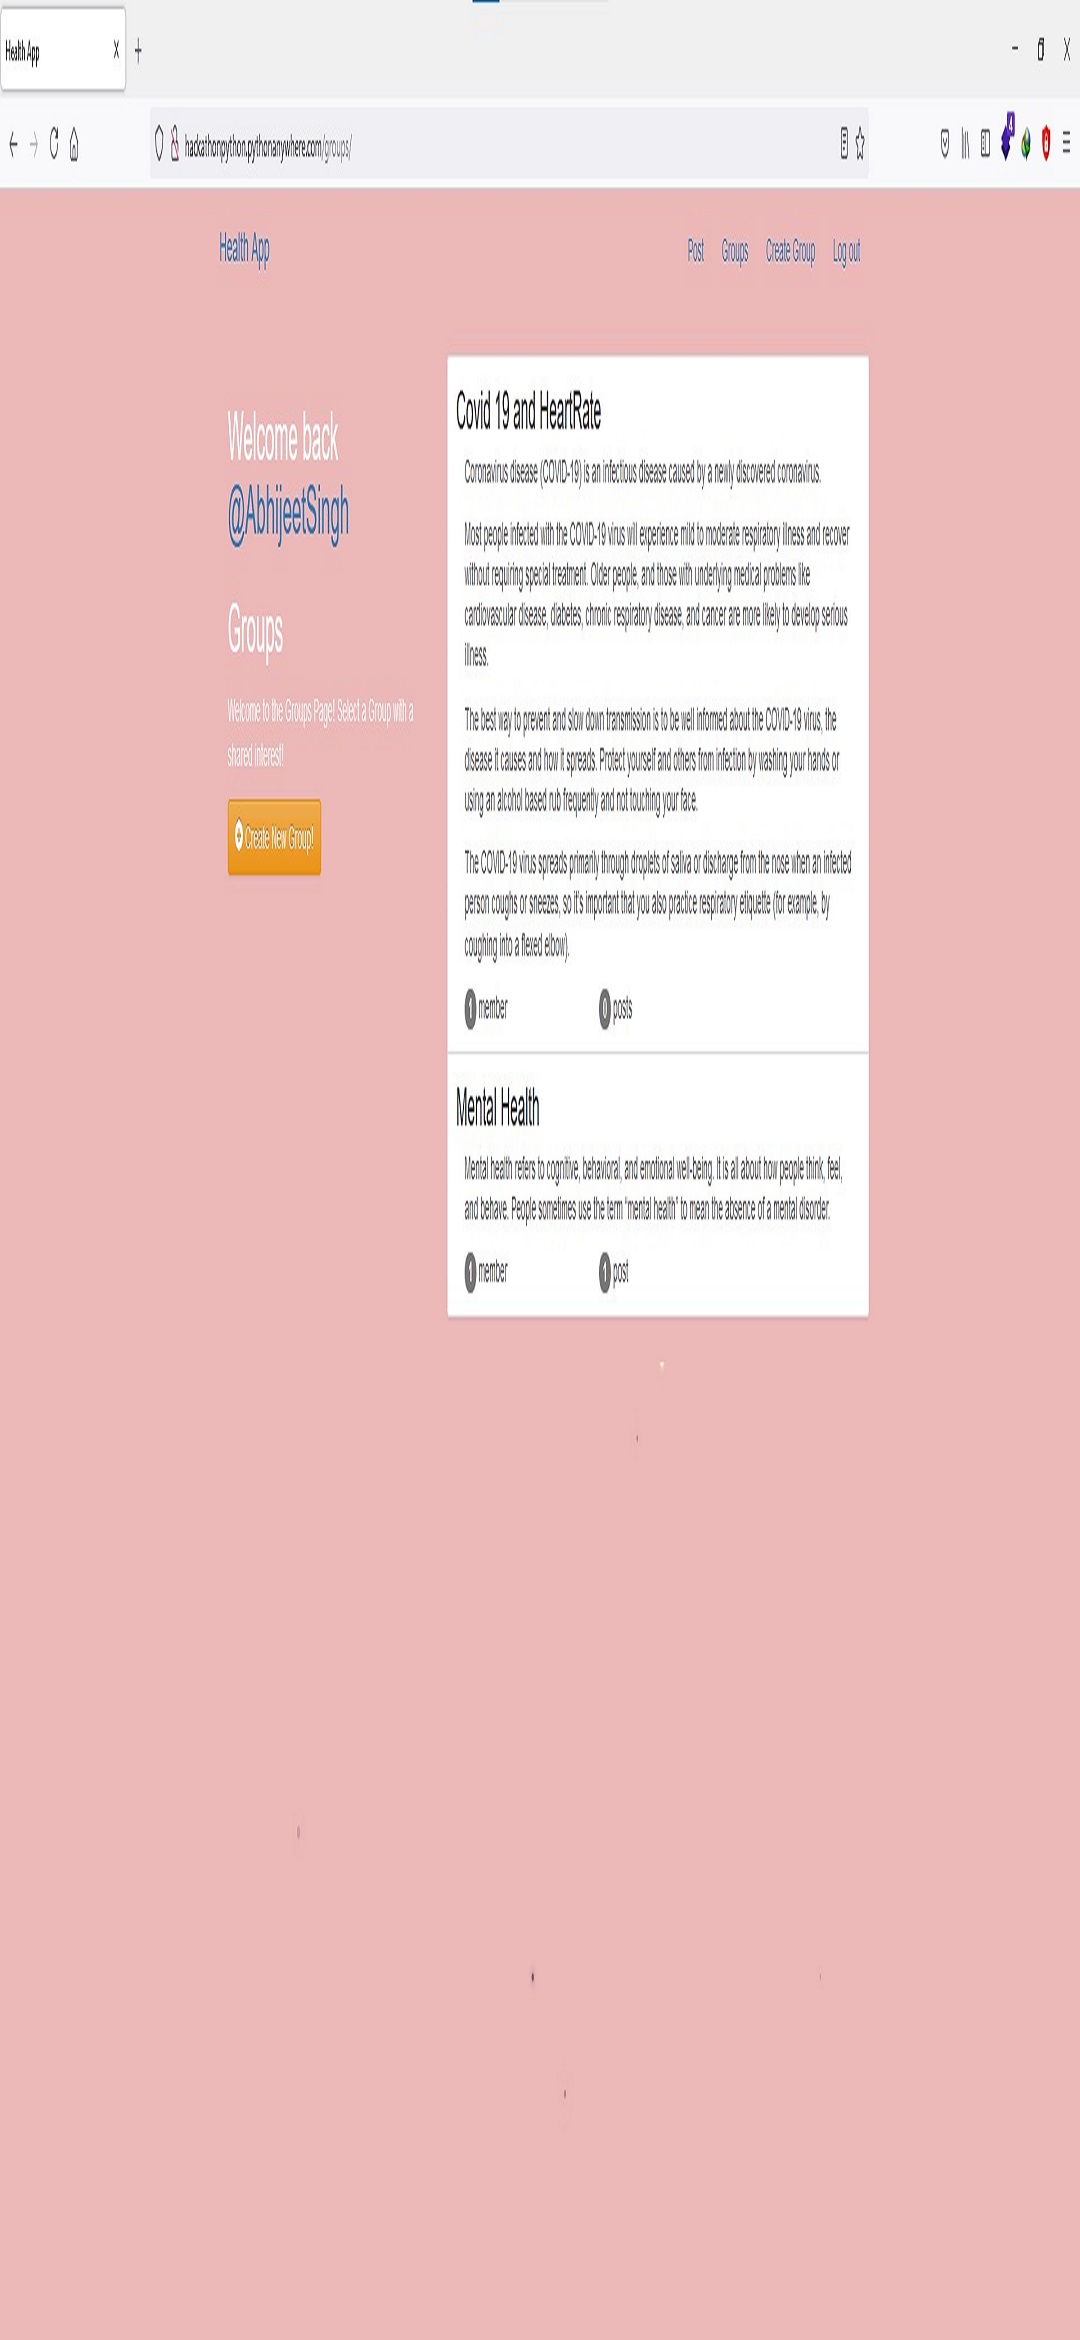 Health App
4
hackathonpython.pythonanywhere.com/groups/
Health App
Post Groups Create Group Log out
Welcome back
@AbhijeetSingh
Groups
Welcome to the Groups Page! Select a Group with a
shared interest!
Create New Group!
Covid 19 and HeartRate
Coronavirus disease (COVID-19) is an infectious disease caused by a newly discovered coronavirus.
Most people infected with the COVID-19 virus will experience mild to moderate respiratory illness and recover
without requiring special treatment. Older people, and those with underlying medical problems like
cardiovascular disease, diabetes, chronic respiratory disease, and cancer are more likely to develop serious
illness.
The best way to prevent and slow down transmission is to be well informed about the COVID-19 virus, the
disease it causes and how it spreads. Protect yourself and others from infection by washing your hands or
using an alcohol based rub frequently and not touching your face.
The COVID-19 virus spreads primarily through droplets of saliva or discharge from the nose when an infected
person coughs or sneezes, so it's important that you also practice respiratory etiquette (for example, by
coughing into a flexed elbow).
1 member 0 posts
Mental Health
Mental health refers to cognitive, behavioral, and emotional well-being. It is all about how people think, feel,
and behave. People sometimes use the term "mental health" to mean the absence of a mental disorder.
1 member 1 post